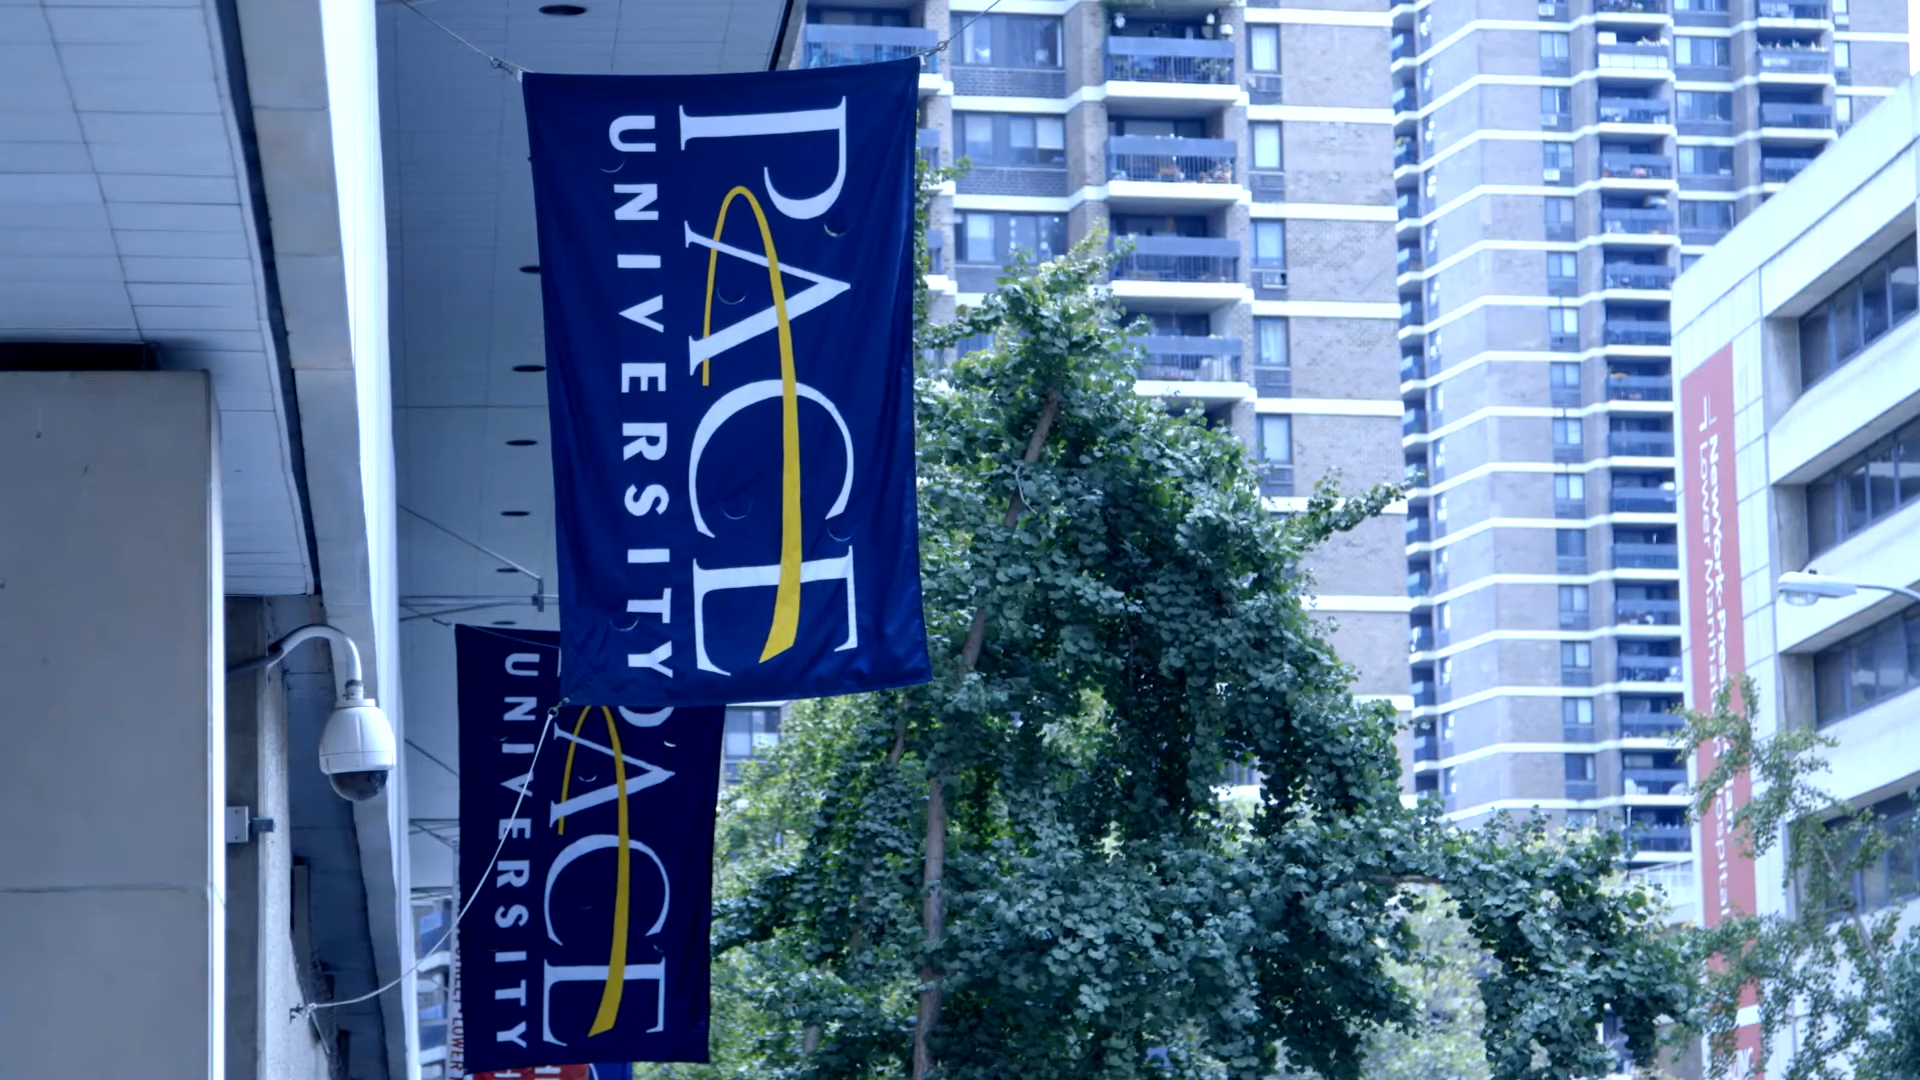 PACE
UNIVERSITY
PACE
UNIVERSITY
NewYork-Presbyterian
Lower Manhattan Hospital